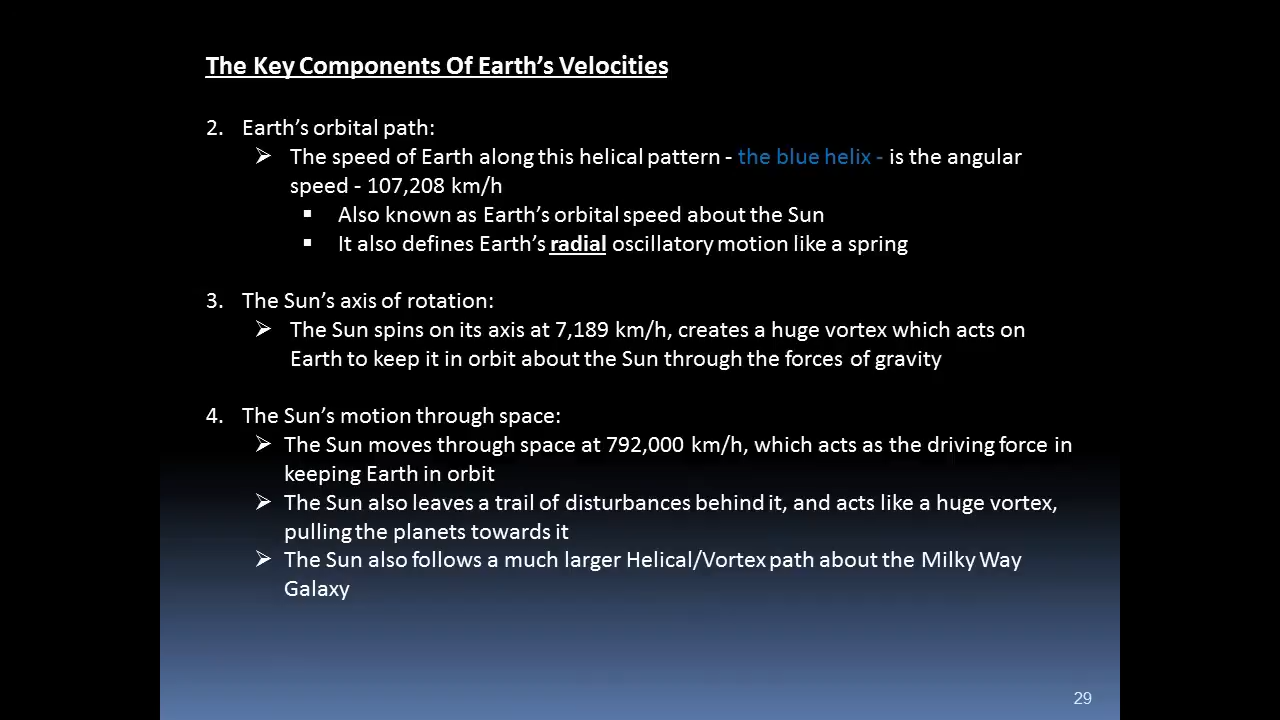 The Key Components Of Earth's Velocities
2. Earth's orbital path:
➢ The speed of Earth along this helical pattern - the blue helix - is the angular
speed - 107,208 km/h
▪ Also known as Earth's orbital speed about the Sun
▪ It also defines Earth's radial oscillatory motion like a spring
3. The Sun's axis of rotation:
➢ The Sun spins on its axis at 7,189 km/h, creates a huge vortex which acts on
Earth to keep it in orbit about the Sun through the forces of gravity
4. The Sun's motion through space:
➢ The Sun moves through space at 792,000 km/h, which acts as the driving force in
keeping Earth in orbit
➢ The Sun also leaves a trail of disturbances behind it, and acts like a huge vortex,
pulling the planets towards it
➢ The Sun also follows a much larger Helical/Vortex path about the Milky Way
Galaxy
29